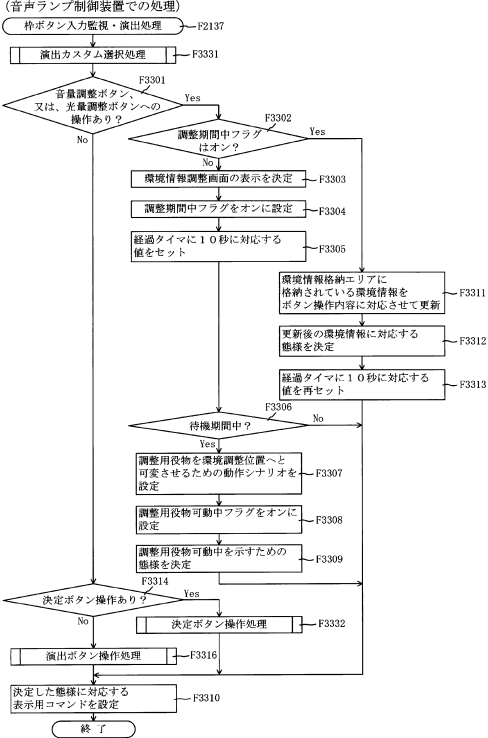 (音声ランプ制御装置での処理)
枠ボタン入力監視・演出処理
F2137
演出カスタム選択処理
F3331
F3301
音量調整ボタン、
又は、光量調整ボタンへの
操作あり?
Yes
No
F3302
調整期間中フラグ
はオン?
Yes
No
環境情報調整画面の表示を決定
F3303
調整期間中フラグをオンに設定
F3304
経過タイマに10秒に対応する
値をセット
F3305
環境情報格納エリアに
格納されている環境情報を
ボタン操作内容に対応させて更新
F3311
更新後の環境情報に対応する
態様を決定
F3312
経過タイマに10秒に対応する
値を再セット
F3313
F3306
待機期間中?
No
Yes
調整用役物を環境調整位置へと
可変させるための動作シナリオを
設定
F3307
調整用役物可動中フラグをオンに
設定
F3308
調整用役物可動中を示すための
態様を決定
F3309
F3314
決定ボタン操作あり?
Yes
No
決定ボタン操作処理
F3332
演出ボタン操作処理
F3316
決定した態様に対応する
表示用コマンドを設定
F3310
終了